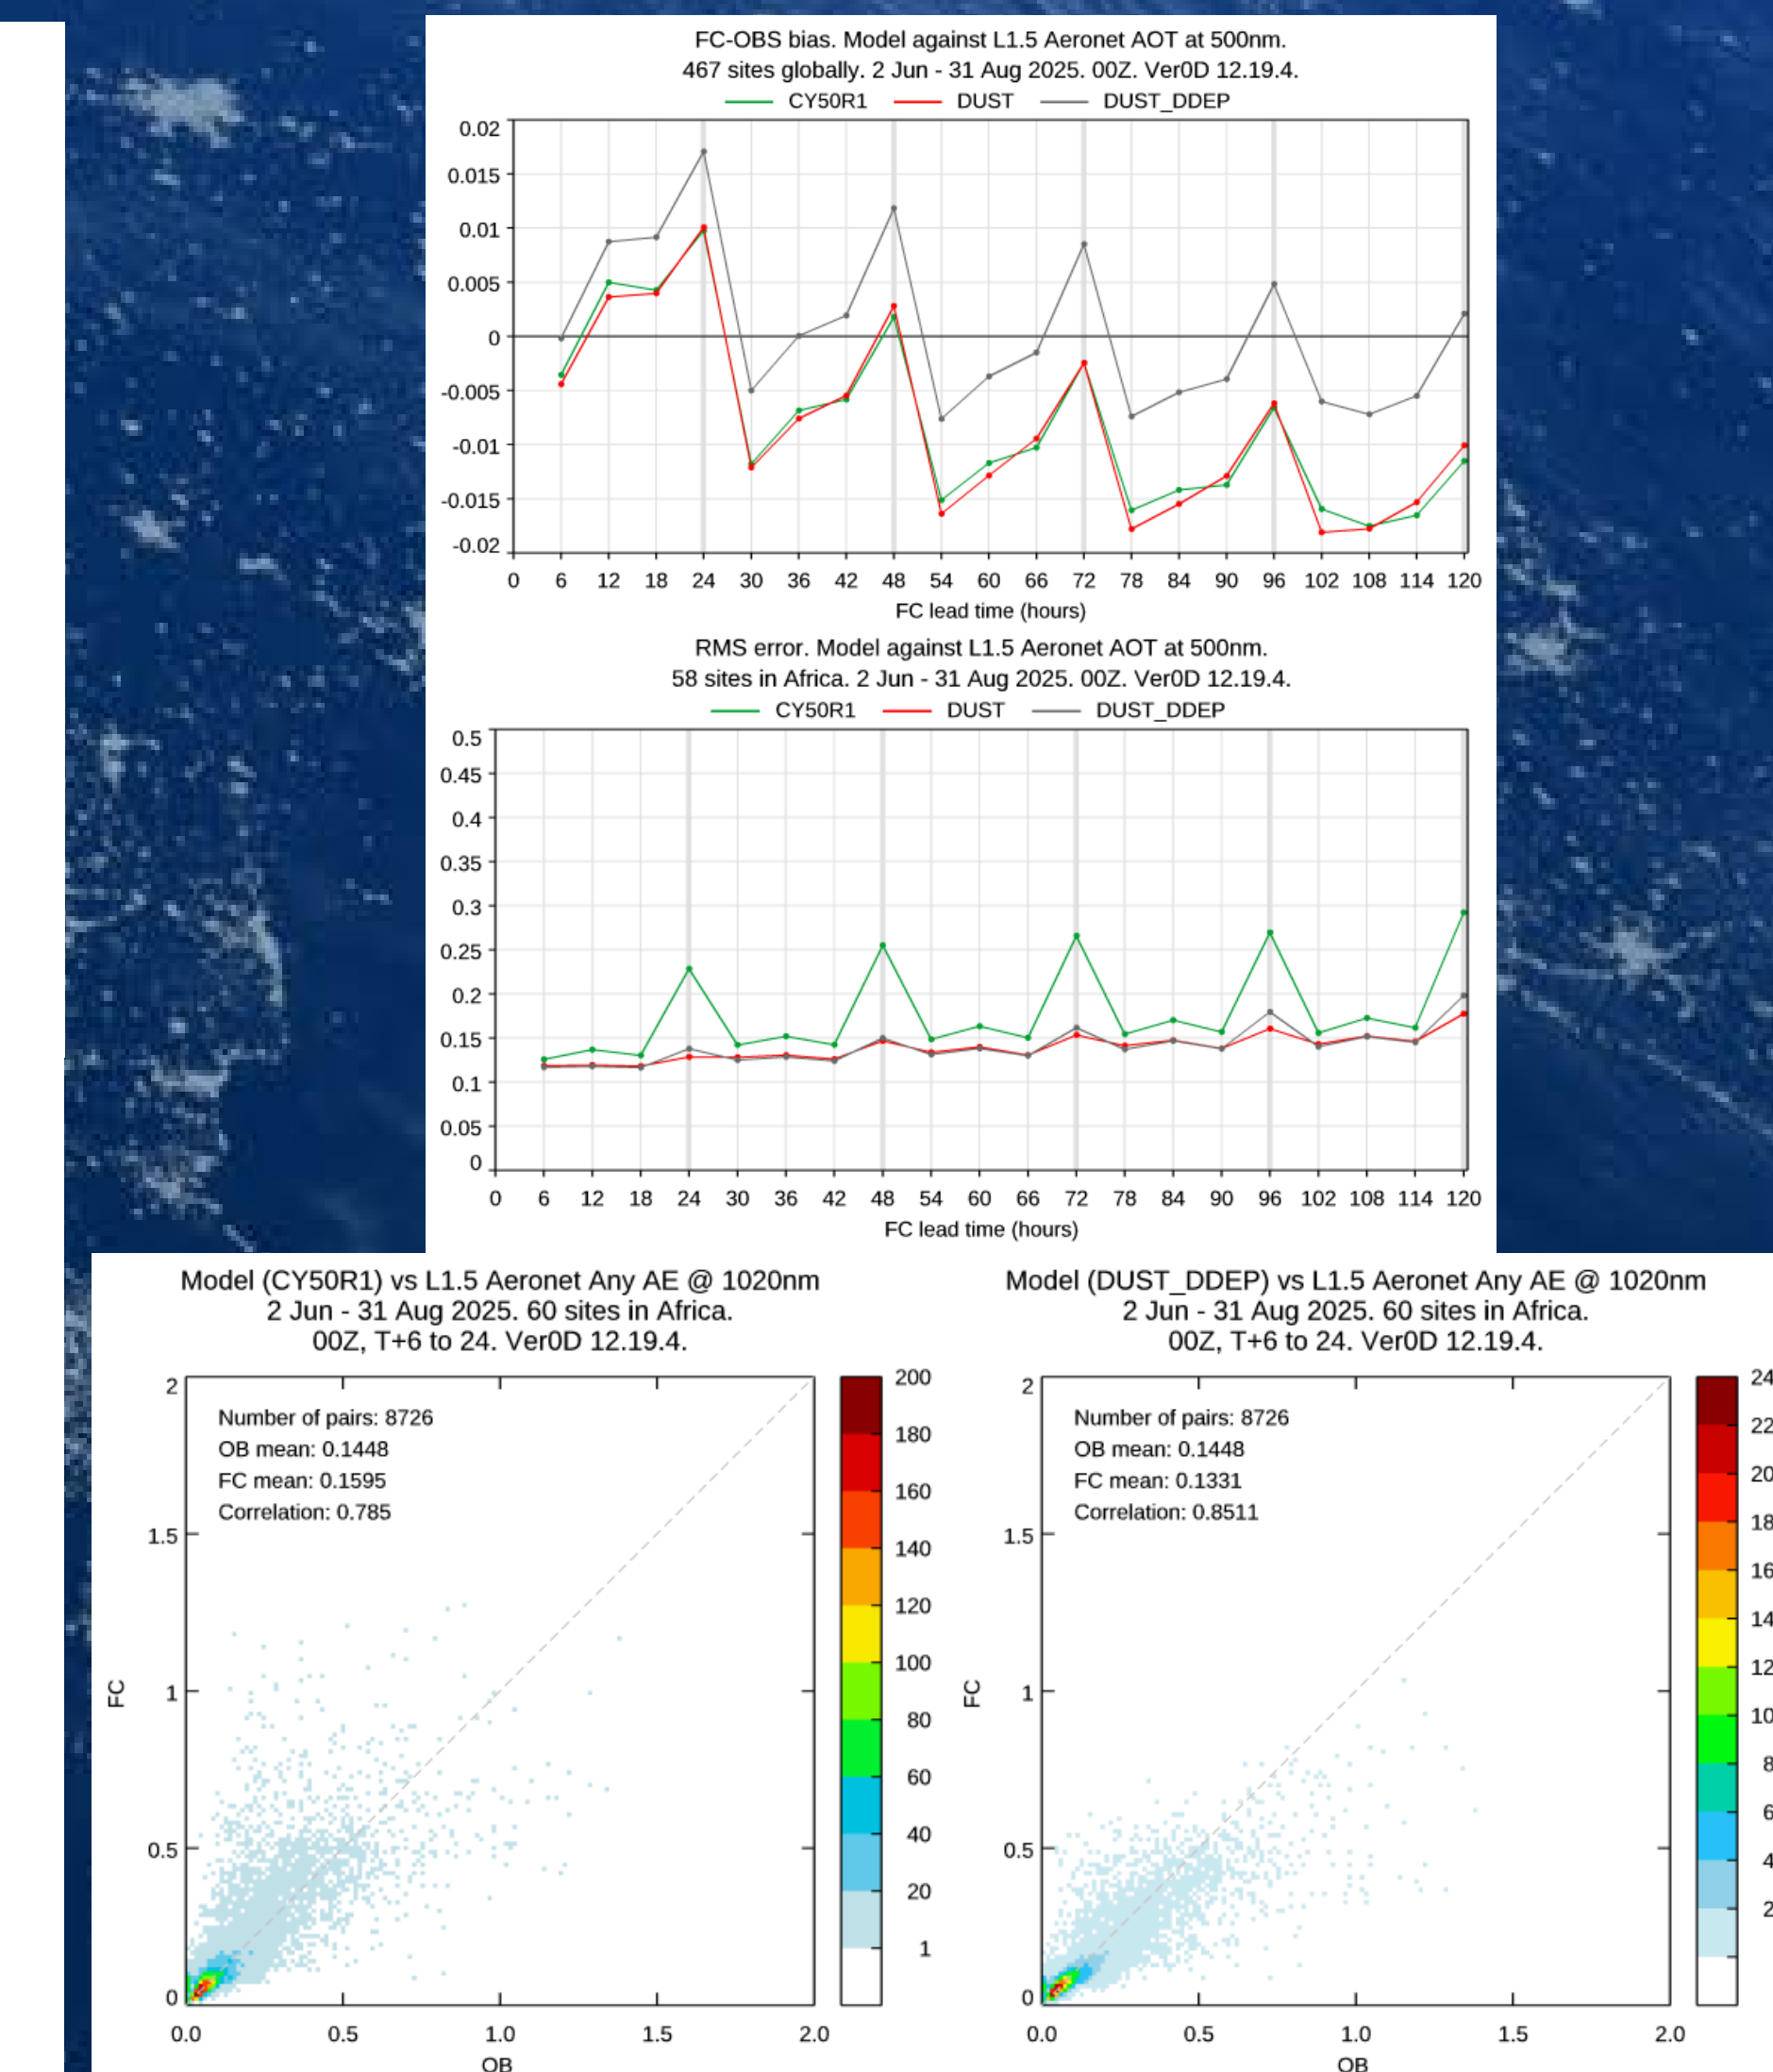 FC-OBS bias. Model against L1.5 Aeronet AOT at 500nm.
467 sites globally. 2 Jun - 31 Aug 2025. 00Z. Ver0D 12.19.4.
CY50R1 DUST DUST_DDEP
0.02
0.015
0.01
0.005
0
-0.005
-0.01
-0.015
-0.02
0 6 12 18 24 30 36 42 48 54 60 66 72 78 84 90 96 102 108 114 120
FC lead time (hours)
RMS error. Model against L1.5 Aeronet AOT at 500nm.
58 sites in Africa. 2 Jun - 31 Aug 2025. 00Z. Ver0D 12.19.4.
CY50R1 DUST DUST_DDEP
0.5
0.45
0.4
0.35
0.3
0.25
0.2
0.15
0.1
0.05
0
0 6 12 18 24 30 36 42 48 54 60 66 72 78 84 90 96 102 108 114 120
FC lead time (hours)
Model (CY50R1) vs L1.5 Aeronet Any AE @ 1020nm
2 Jun - 31 Aug 2025. 60 sites in Africa.
00Z, T+6 to 24. Ver0D 12.19.4.
Number of pairs: 8726
OB mean: 0.1448
FC mean: 0.1595
Correlation: 0.785
2
1.5
1
0.5
0
FC
0.0 0.5 1.0 1.5 2.0
OB
200
180
160
140
120
100
80
60
40
20
1
Model (DUST_DDEP) vs L1.5 Aeronet Any AE @ 1020nm
2 Jun - 31 Aug 2025. 60 sites in Africa.
00Z, T+6 to 24. Ver0D 12.19.4.
Number of pairs: 8726
OB mean: 0.1448
FC mean: 0.1331
Correlation: 0.8511
2
1.5
1
0.5
0
FC
0.0 0.5 1.0 1.5 2.0
OB